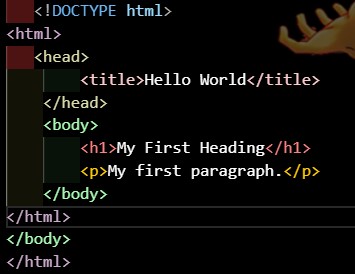 <!DOCTYPE html>
<html>
<head>
<title>Hello World</title>
</head>
<body>
<h1>My First Heading</h1>
<p>My first paragraph.</p>
</body>
</html>
</body>
</html>